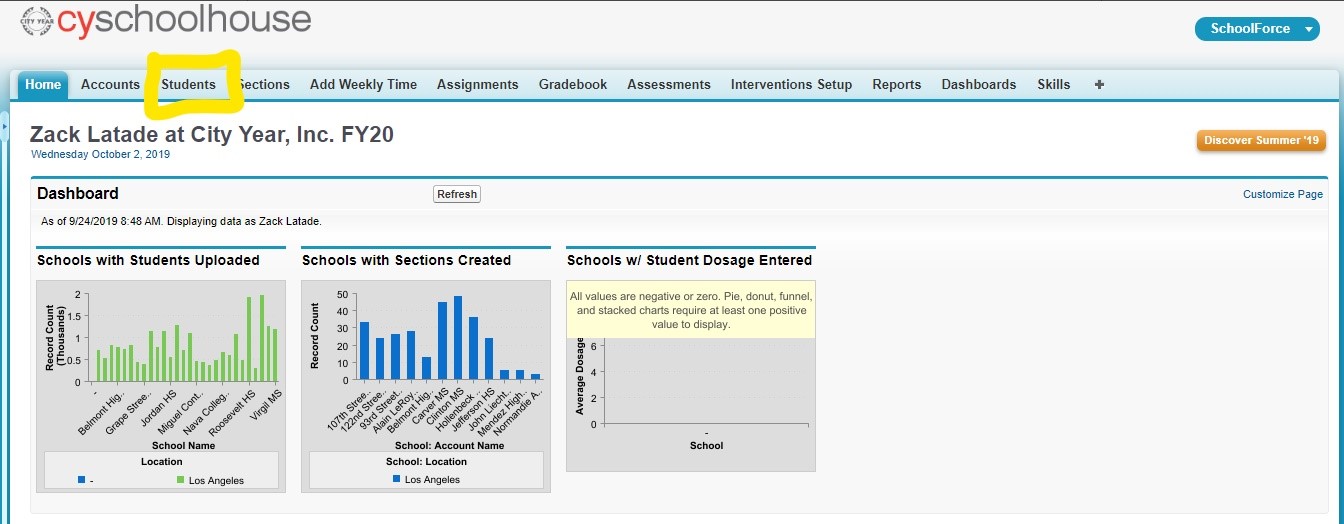 CITY YEAR
cyschoolhouse
SchoolForce
Home Accounts Students Sections Add Weekly Time Assignments Gradebook Assessments Interventions Setup Reports Dashboards Skills +
Zack Latade at City Year, Inc. FY20
Wednesday October 2, 2019
Discover Summer '19
Dashboard
Refresh
Customize Page
As of 9/24/2019 8:48 AM. Displaying data as Zack Latade.
Schools with Students Uploaded
Record Count
(Thousands)
2
1.5
1
0.5
0
-
Belmont Hig..
Grape Stree..
Jordan HS
Miguel Cont..
Nava Colleg..
Roosevelt HS
Virgil MS
School Name
Location
-
Los Angeles
Schools with Sections Created
Record Count
50
40
30
20
10
0
107th Stree..
122nd Stree..
93rd Street..
Alain LeRoy..
Belmont Hig..
Carver MS
Clinton MS
Hollenbeck ..
Jefferson HS
John Liecht..
Mendez High..
Normandie A..
School: Account Name
School: Location
Los Angeles
Schools w/ Student Dosage Entered
All values are negative or zero. Pie, donut, funnel,
and stacked charts require at least one positive
value to display.
Average Dosage
6
4
2
0
-
School